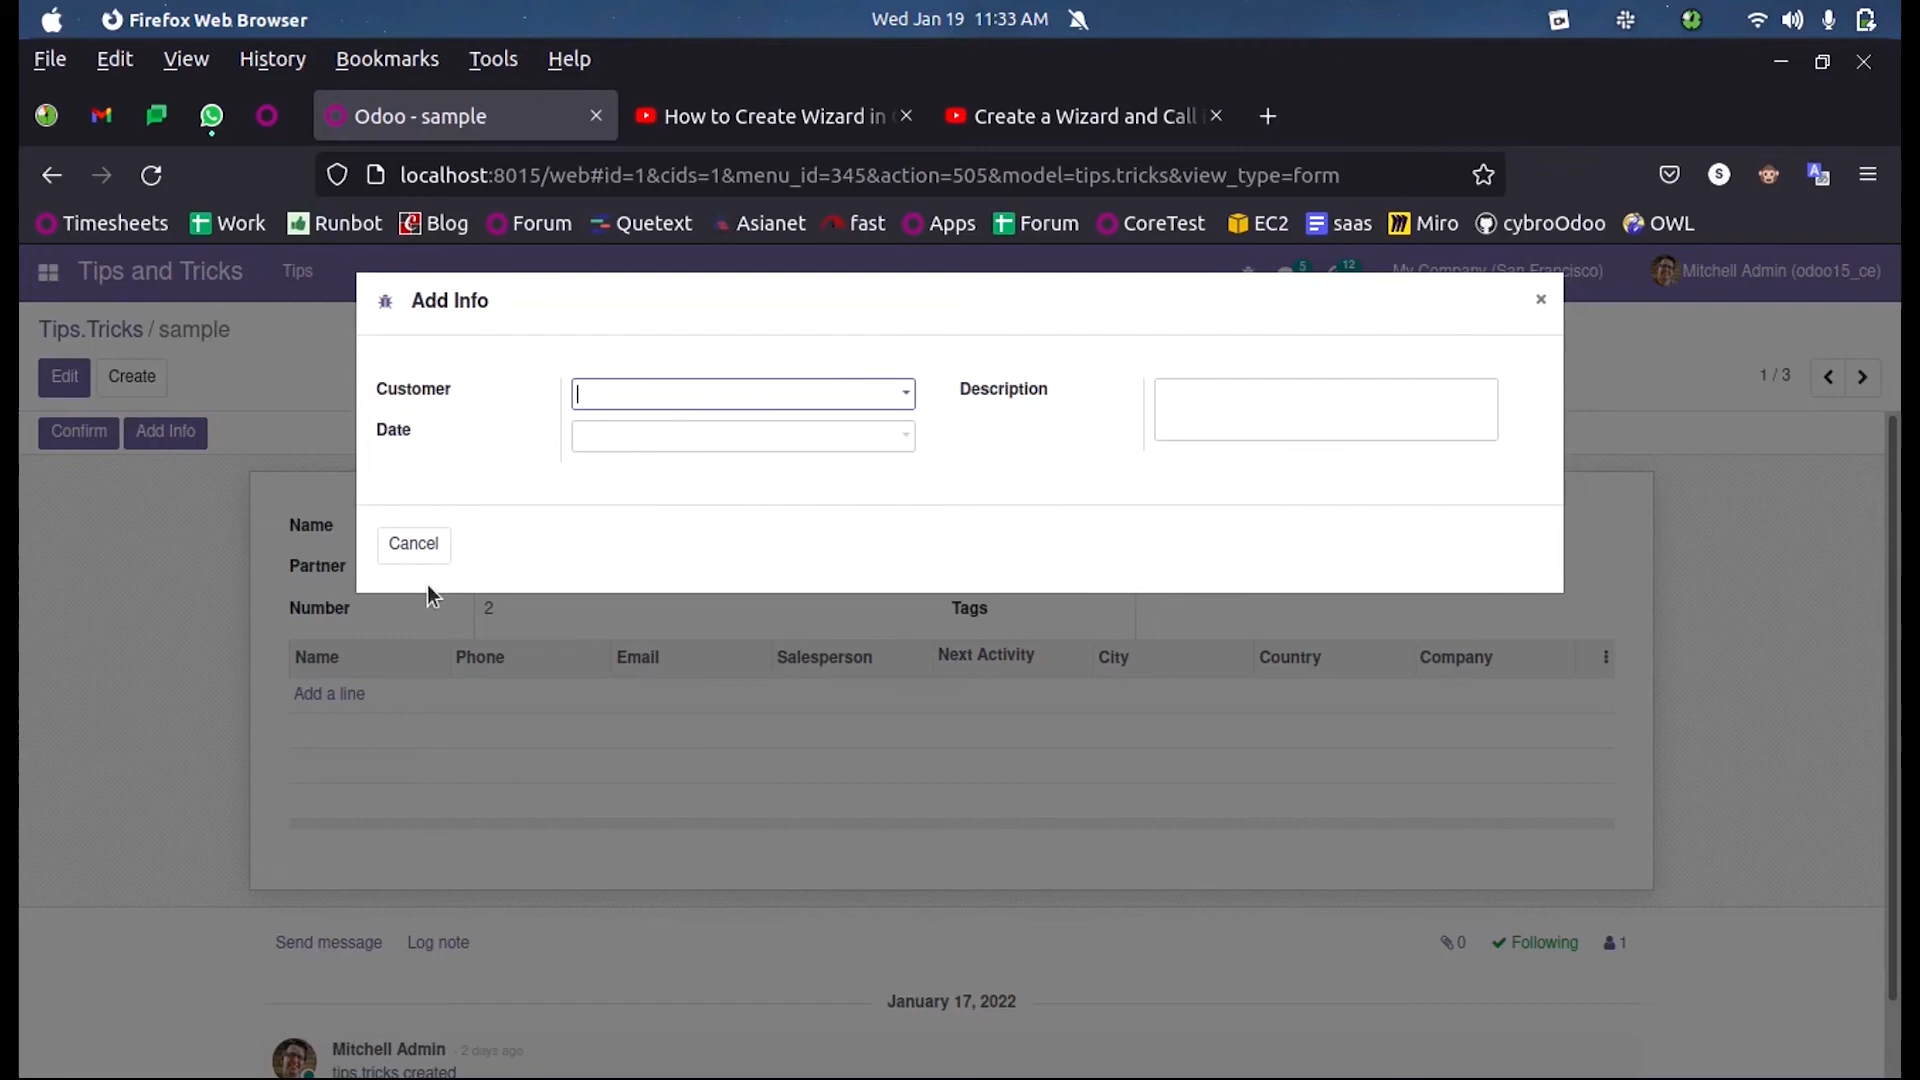 Firefox Web Browser
Wed Jan 19 11:33 AM
File Edit View History Bookmarks Tools Help
Odoo - sample
How to Create Wizard in
Create a Wizard and Call
localhost:8015/web#id=1&cids=1&menu_id=345&action=505&model=tips.tricks&view_type=form
S
Timesheets Work Runbot Blog Forum Quetext Asianet fast Apps Forum CoreTest EC2 saas Miro cybroOdoo OWL
Tips and Tricks Tips
5 12 My Company (San Francisco) Mitchell Admin (odoo15_ce)
Add Info ×
Tips.Tricks / sample
Edit Create
1 / 3
Customer
Description
Date
Confirm Add Info
Cancel
Name
Partner
Number 2
Tags
Name Phone Email Salesperson Next Activity City Country Company
Add a line
Send message Log note
0 Following 1
January 17, 2022
Mitchell Admin - 2 days ago
tips.tricks created